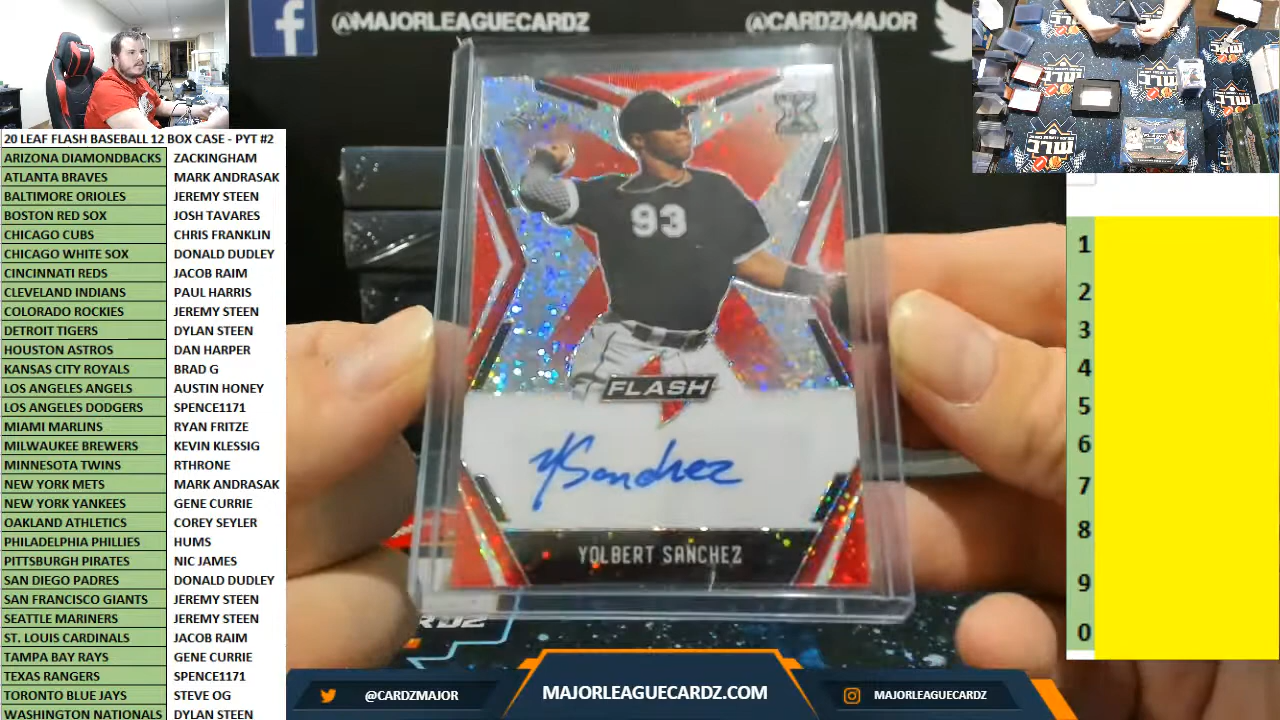 @MAJORLEAGUECARDZ
@CARDZMAJOR
20 LEAF FLASH BASEBALL 12 BOX CASE - PYT #2
ARIZONA DIAMONDBACKS ZACKINGHAM
ATLANTA BRAVES MARK ANDRASAK
BALTIMORE ORIOLES JEREMY STEEN
BOSTON RED SOX JOSH TAVARES
CHICAGO CUBS CHRIS FRANKLIN
CHICAGO WHITE SOX DONALD DUDLEY
CINCINNATI REDS JACOB RAIM
CLEVELAND INDIANS PAUL HARRIS
COLORADO ROCKIES JEREMY STEEN
DETROIT TIGERS DYLAN STEEN
HOUSTON ASTROS DAN HARPER
KANSAS CITY ROYALS BRAD G
LOS ANGELES ANGELS AUSTIN HONEY
LOS ANGELES DODGERS SPENCE1171
MIAMI MARLINS RYAN FRITZE
MILWAUKEE BREWERS KEVIN KLESSIG
MINNESOTA TWINS RTHRONE
NEW YORK METS MARK ANDRASAK
NEW YORK YANKEES GENE CURRIE
OAKLAND ATHLETICS COREY SEYLER
PHILADELPHIA PHILLIES HUMS
PITTSBURGH PIRATES NIC JAMES
SAN DIEGO PADRES DONALD DUDLEY
SAN FRANCISCO GIANTS JEREMY STEEN
SEATTLE MARINERS JEREMY STEEN
ST. LOUIS CARDINALS JACOB RAIM
TAMPA BAY RAYS GENE CURRIE
TEXAS RANGERS SPENCE1171
TORONTO BLUE JAYS STEVE OG
WASHINGTON NATIONALS DYLAN STEEN
93
FLASH
YSanchez
YOLBERT SANCHEZ
1
2
3
4
5
6
7
8
9
0
@CARDZMAJOR
MAJORLEAGUECARDZ.COM
MAJORLEAGUECARDZ